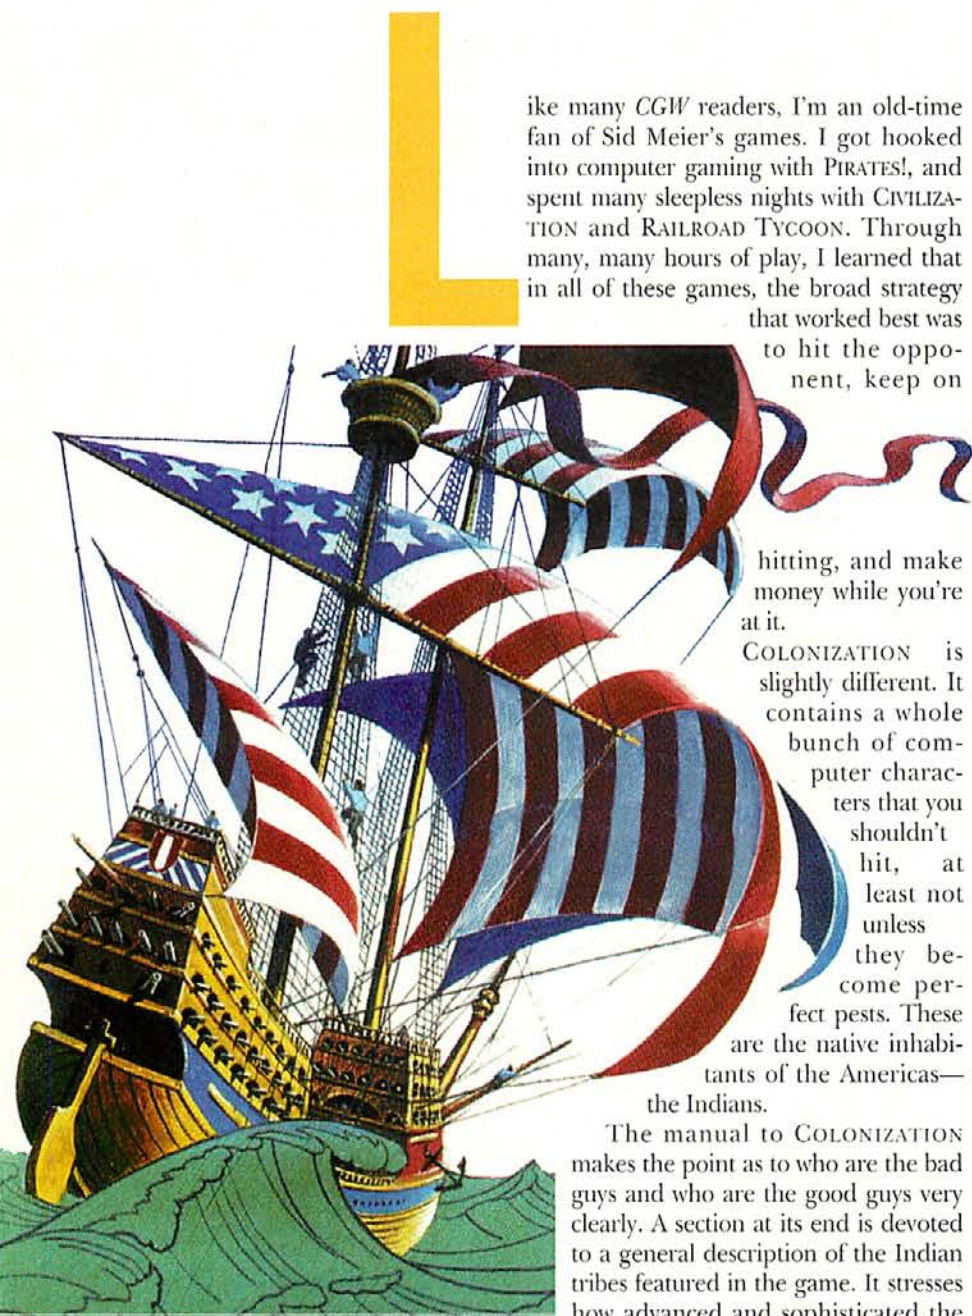 Like many CGW readers, I'm an old-time
fan of Sid Meier's games. I got hooked
into computer gaming with PIRATES!, and
spent many sleepless nights with CIVILIZA-
TION and RAILROAD TYCOON. Through
many, many hours of play, I learned that
in all of these games, the broad strategy
that worked best was
to hit the oppo-
nent, keep on
hitting, and make
money while you're
at it.
COLONIZATION is
slightly different. It
contains a whole
bunch of com-
puter charac-
ters that you
shouldn't
hit, at
least not
unless
they be-
come per-
fect pests. These
are the native inhabi-
tants of the Americas—
the Indians.
The manual to COLONIZATION
makes the point as to who are the bad
guys and who are the good guys very
clearly. A section at its end is devoted
to a general description of the Indian
tribes featured in the game. It stresses
how advanced and sophisticated the